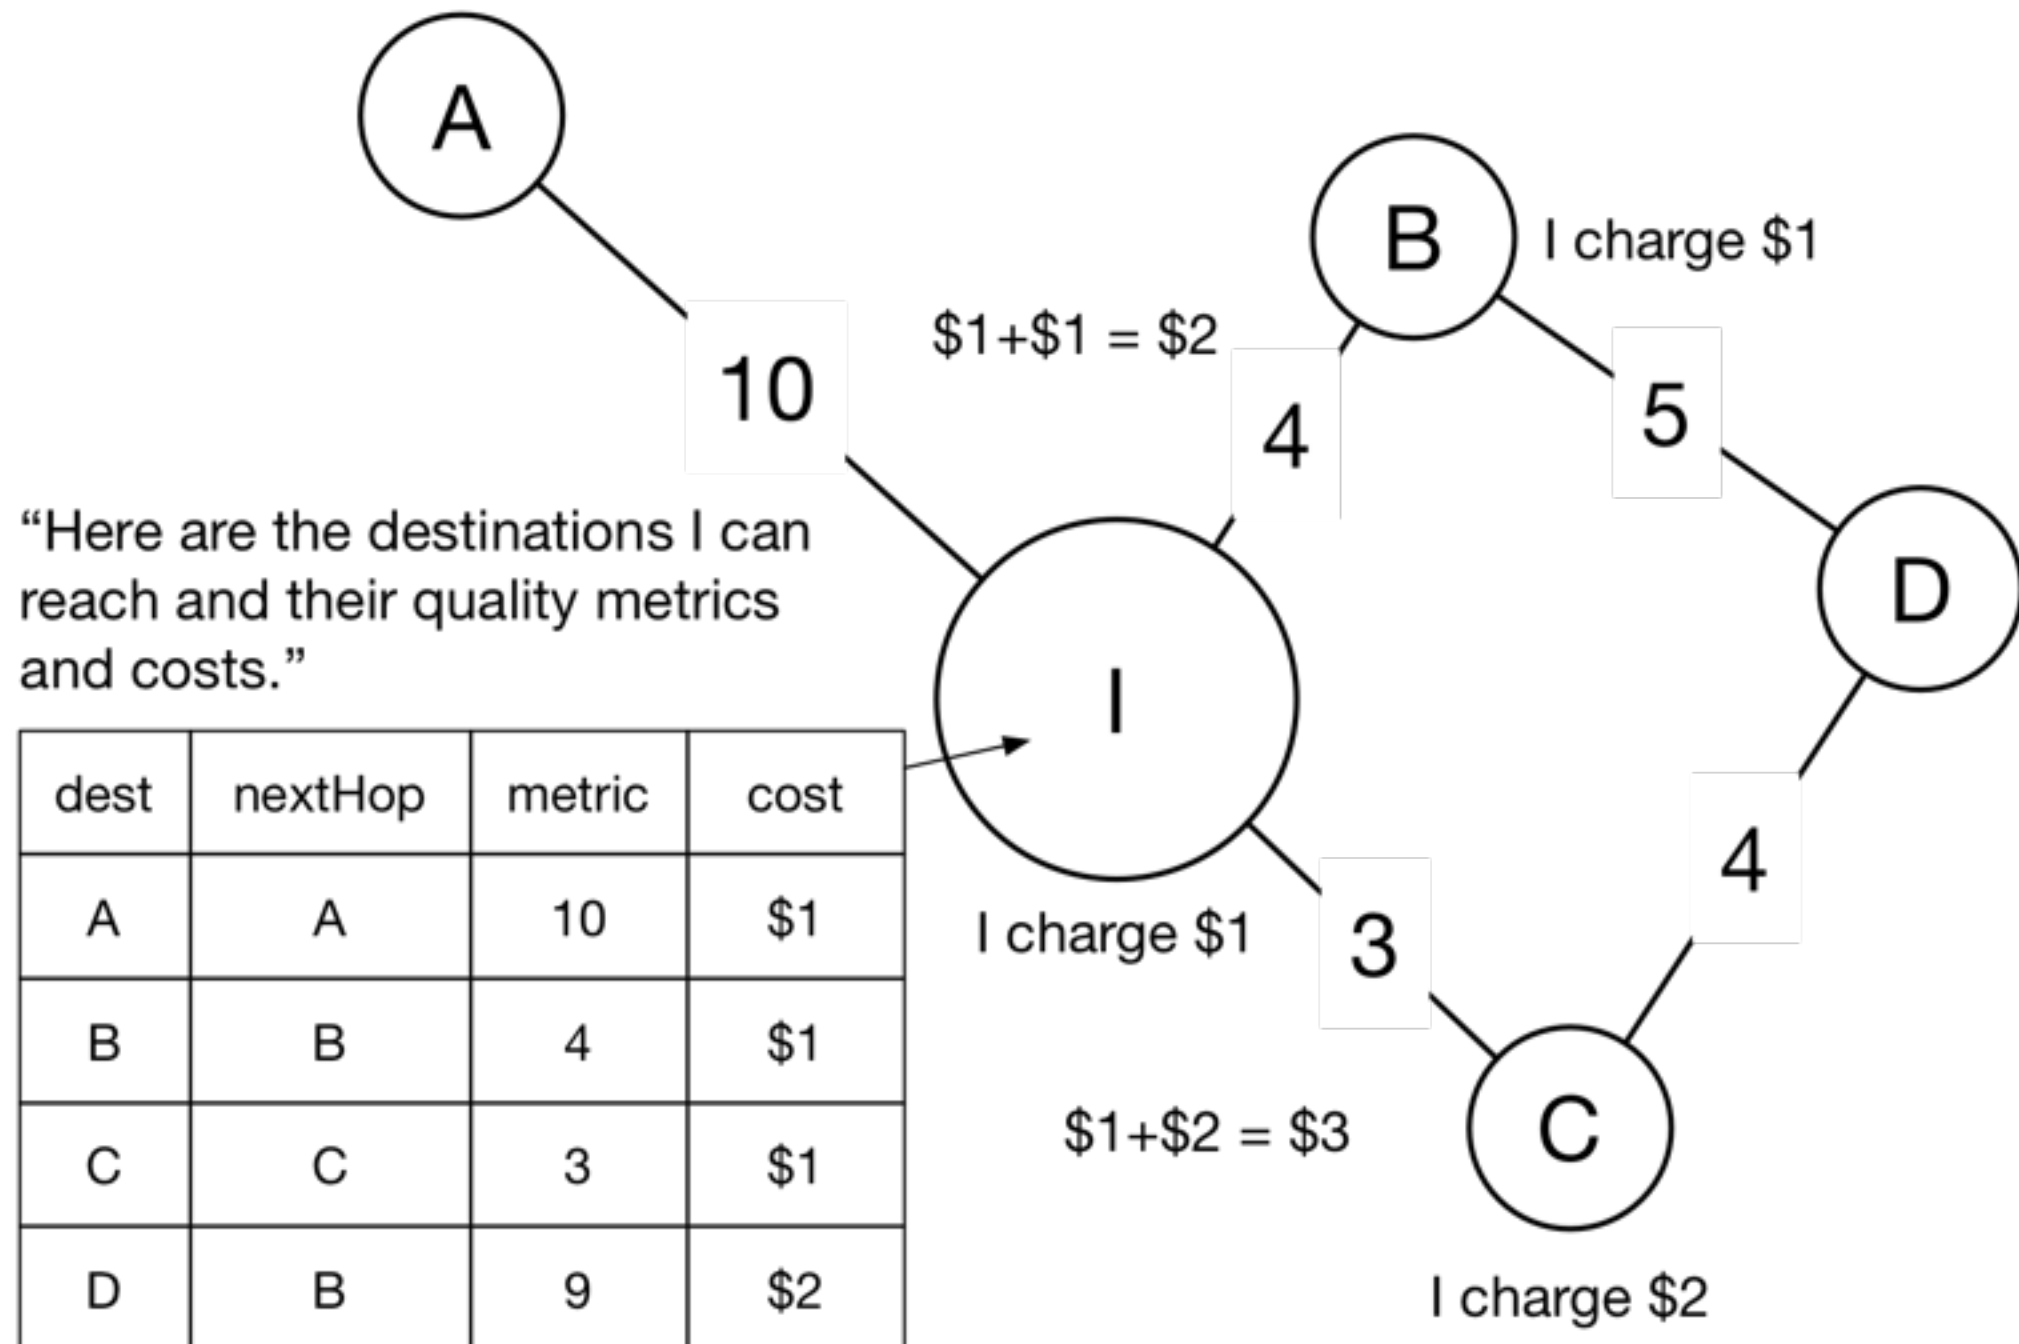 A
B
I charge $1
$1+$1 = $2
10
4
5
“Here are the destinations I can
reach and their quality metrics
and costs.”
D
I
dest nextHop metric cost
A A 10 $1
B B 4 $1
C C 3 $1
D B 9 $2
I charge $1
3
4
$1+$2 = $3
C
I charge $2